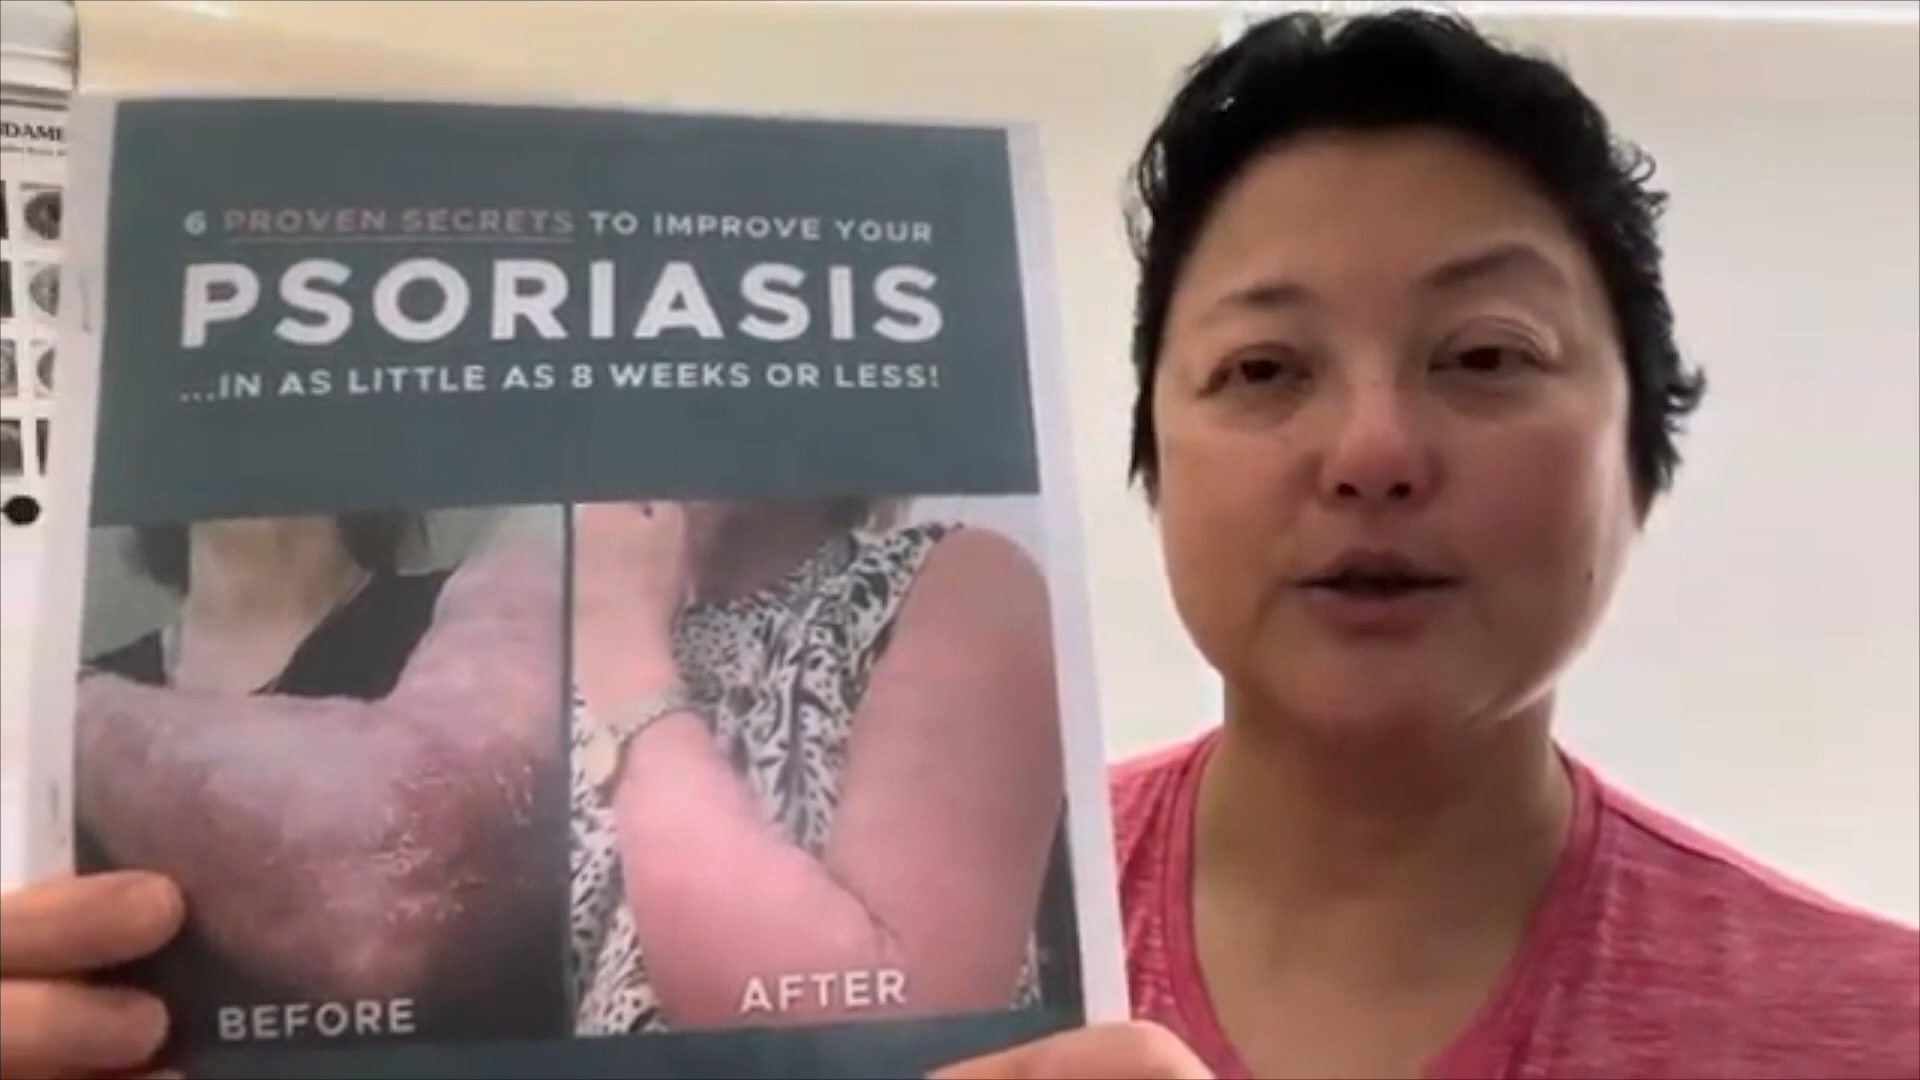 6 PROVEN SECRETS TO IMPROVE YOUR
PSORIASIS
...IN AS LITTLE AS 8 WEEKS OR LESS!
BEFORE
AFTER